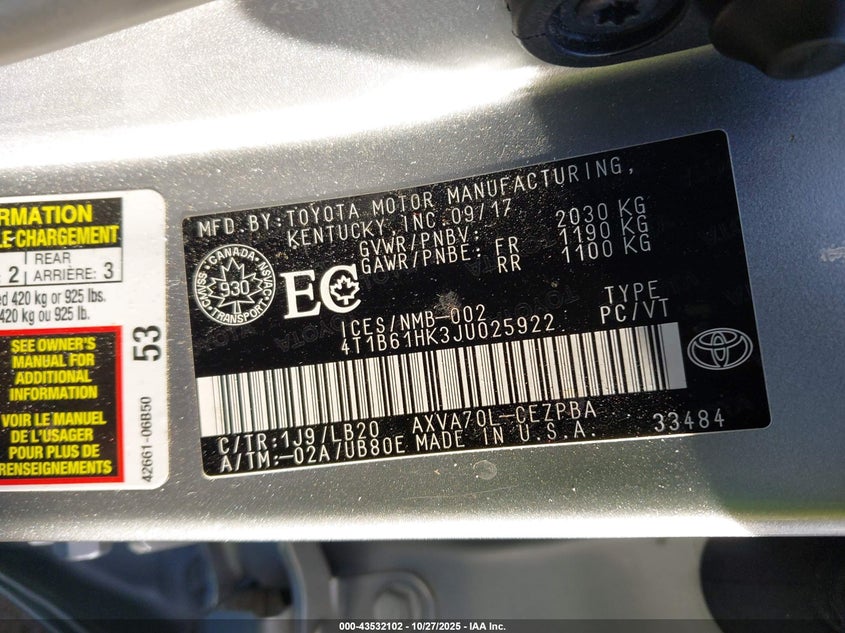 RMATION
LE-CHARGEMENT
2
REAR
ARRIÈRE: 3
ed 420 kg or 925 lbs.
420 kg ou 925 lb.
SEE OWNER'S
MANUAL FOR
ADDITIONAL
INFORMATION
VOIR LE MANUEL
DE L'USAGER
POUR PLUS DE
RENSEIGNEMENTS
53
42661-06B50
MFD.BY:TOYOTA MOTOR MANUFACTURING,
KENTUCKY,INC.09/17
GVWR/PNBV: 2030 KG
GAWR/PNBE: FR 1190 KG
RR 1100 KG
CANADA
930
TRANSPORT
EC
ICES/NMB-002
TYPE
4T1B61HK3JU025922
PC/VT
C/TR:1J9/LB20 AXVA70L-CEZPBA
A/TM:-02A/UB80E MADE IN U.S.A.
33484
000-43532102 | 10/27/2025 - IAA Inc.